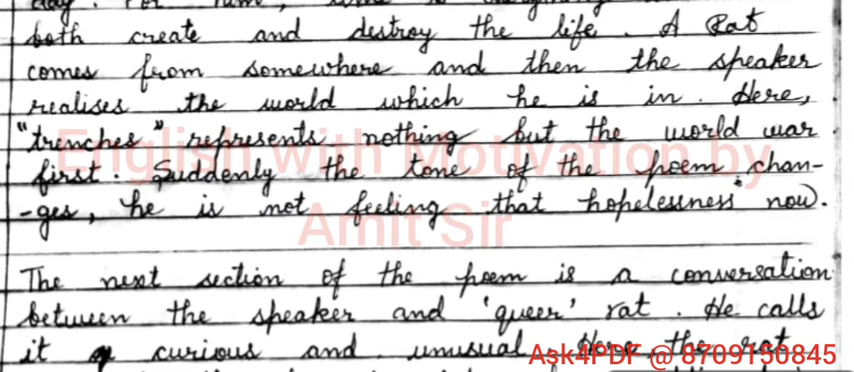 both create and destroy the life. A Rat
comes from somewhere and then the speaker
realises the world which he is in. Here,
"trenches" represents nothing but the world war
first. Suddenly the tone of the poem chan-
-ges, he is not feeling that hopelessness now.
English with Motivation by
Amit Sir
The next section of the poem is a conversation
between the speaker and 'queer' rat. He calls
it curious and unusual. Here the rat
Ask4PDF @ 8709150845